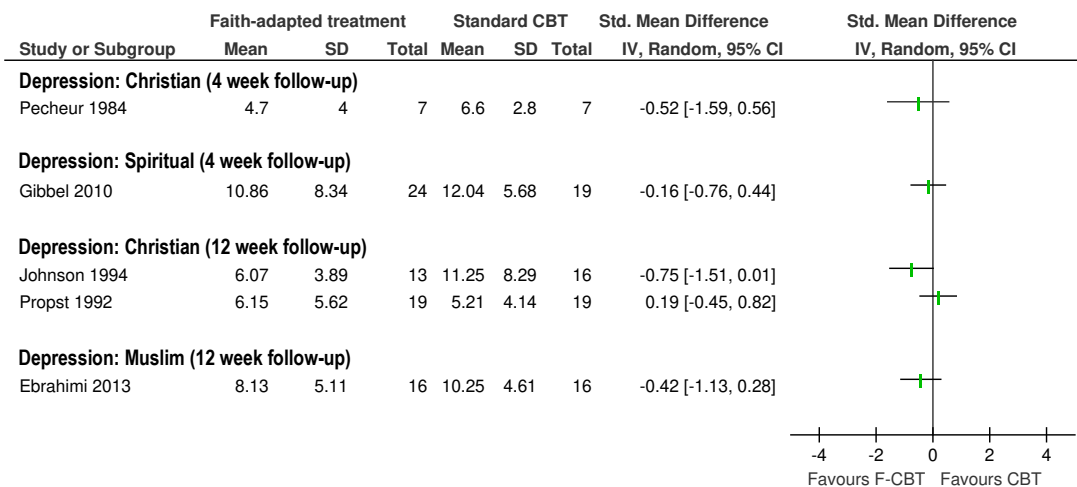 Faith-adapted treatment Standard CBT Std. Mean Difference Std. Mean Difference
Study or Subgroup Mean SD Total Mean SD Total IV, Random, 95% CI IV, Random, 95% CI
Depression: Christian (4 week follow-up)
Pecheur 1984 4.7 4 7 6.6 2.8 7 -0.52 [-1.59, 0.56]
Depression: Spiritual (4 week follow-up)
Gibbel 2010 10.86 8.34 24 12.04 5.68 19 -0.16 [-0.76, 0.44]
Depression: Christian (12 week follow-up)
Johnson 1994 6.07 3.89 13 11.25 8.29 16 -0.75 [-1.51, 0.01]
Propst 1992 6.15 5.62 19 5.21 4.14 19 0.19 [-0.45, 0.82]
Depression: Muslim (12 week follow-up)
Ebrahimi 2013 8.13 5.11 16 10.25 4.61 16 -0.42 [-1.13, 0.28]
-4 -2 0 2 4
Favours F-CBT Favours CBT